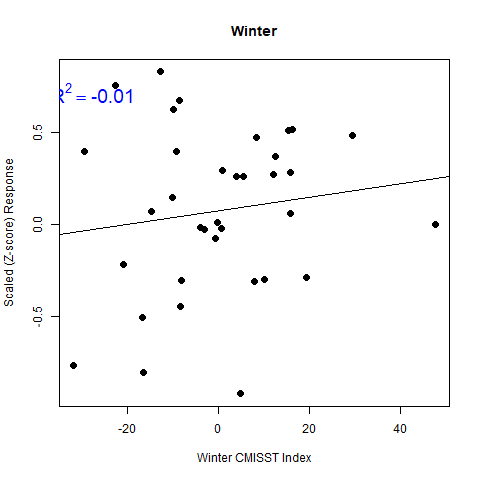 Winter
R² = -0.01
Scaled (Z-score) Response
0.5
0.0
-0.5
-20 0 20 40
Winter CMISST Index